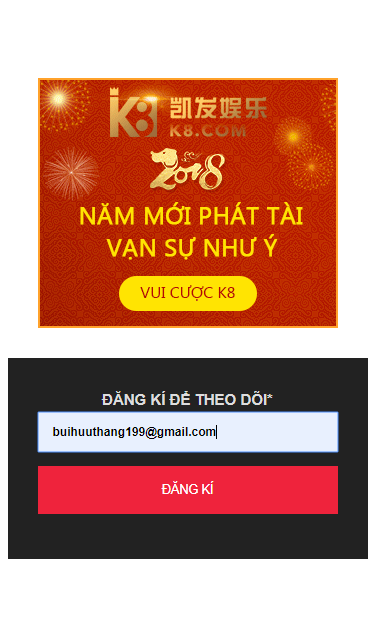 K8 凯发娱乐
K8.COM
2018
NĂM MỚI PHÁT TÀI
VẠN SỰ NHƯ Ý
VUI CƯỢC K8
ĐĂNG KÍ ĐỂ THEO DÕI*
buihuuthang199@gmail.com
ĐĂNG KÍ